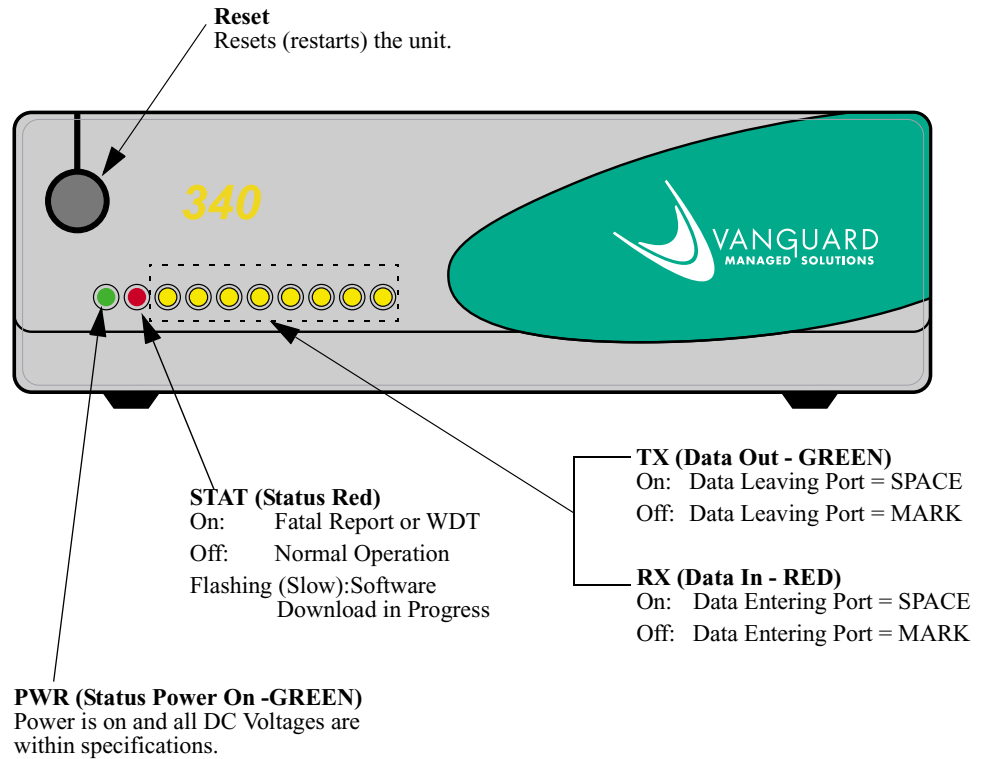 Reset
Resets (restarts) the unit.
340
VANGUARD
MANAGED SOLUTIONS
STAT (Status Red)
On: Fatal Report or WDT
Off: Normal Operation
Flashing (Slow):Software
Download in Progress
TX (Data Out - GREEN)
On: Data Leaving Port = SPACE
Off: Data Leaving Port = MARK
RX (Data In - RED)
On: Data Entering Port = SPACE
Off: Data Entering Port = MARK
PWR (Status Power On -GREEN)
Power is on and all DC Voltages are
within specifications.